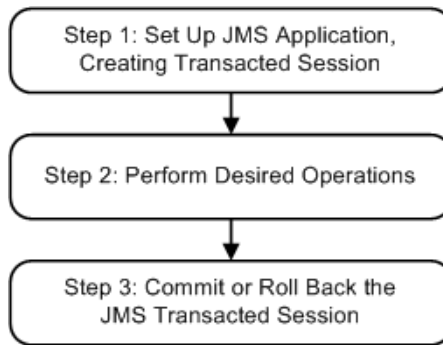 Step 1: Set Up JMS Application,
Creating Transacted Session
Step 2: Perform Desired Operations
Step 3: Commit or Roll Back the
JMS Transacted Session